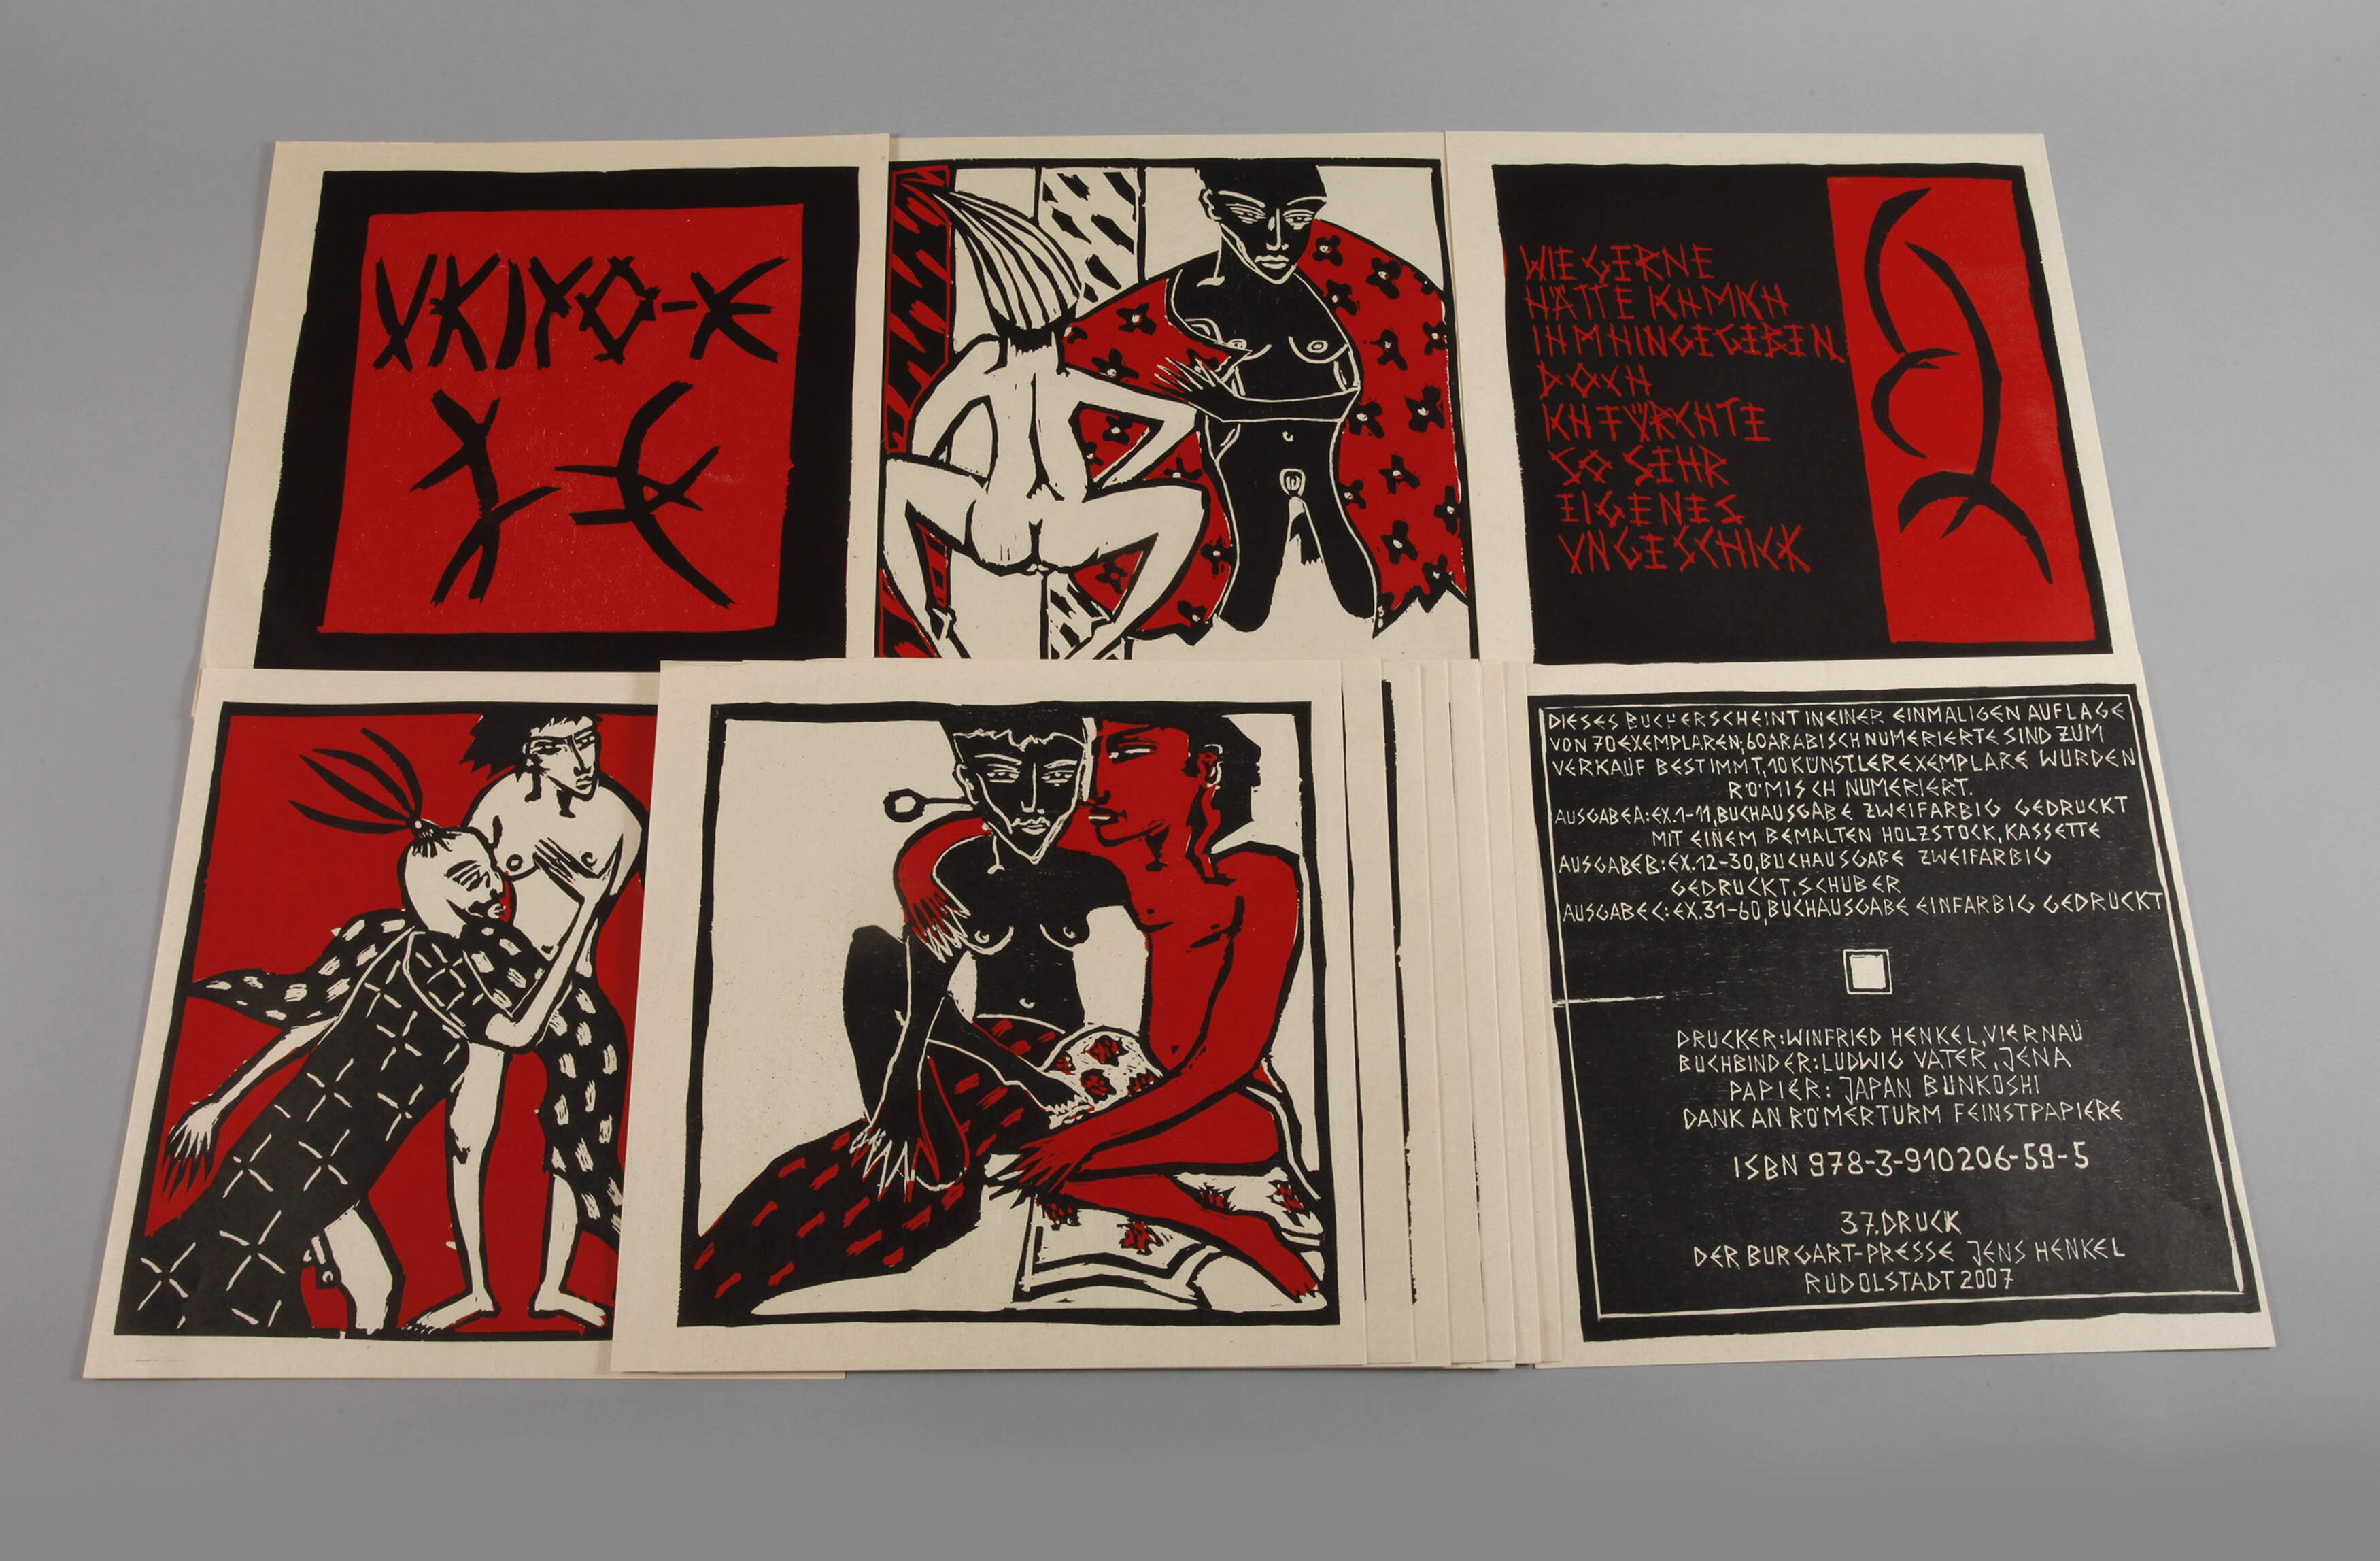 UKIYO-E
WIE GERNE
HÄTTE ICH MICH
IHM HINGEGEBEN,
DOCH
ICH FÜRCHTE
SO SEHR
EIGENES
UNGESCHICK
DIESES BUCH ERSCHEINT IN EINER EINMALIGEN AUFLAGE
VON 70 EXEMPLAREN; 60 ARABISCH NUMERIERTE SIND ZUM
VERKAUF BESTIMMT, 10 KÜNSTLEREXEMPLARE WURDEN
RÖMISCH NUMERIERT.
AUSGABE A: EX. 1-11, BUCHAUSGABE ZWEIFARBIG GEDRUCKT
MIT EINEM BEMALTEN HOLZSTOCK, KASSETTE
AUSGABE B: EX. 12-30, BUCHAUSGABE ZWEIFARBIG
GEDRUCKT, SCHUBER
AUSGABE C: EX. 31-60, BUCHAUSGABE EINFARBIG GEDRUCKT
DRUCKER: WINFRIED HENKEL, VIERNAU
BUCHBINDER: LUDWIG VATER, JENA
PAPIER: JAPAN BUNKOSHI
DANK AN RÖMERTURM FEINSTPAPIERE
ISBN 978-3-910206-59-5
37. DRUCK
DER BURGART-PRESSE JENS HENKEL
RUDOLSTADT 2007